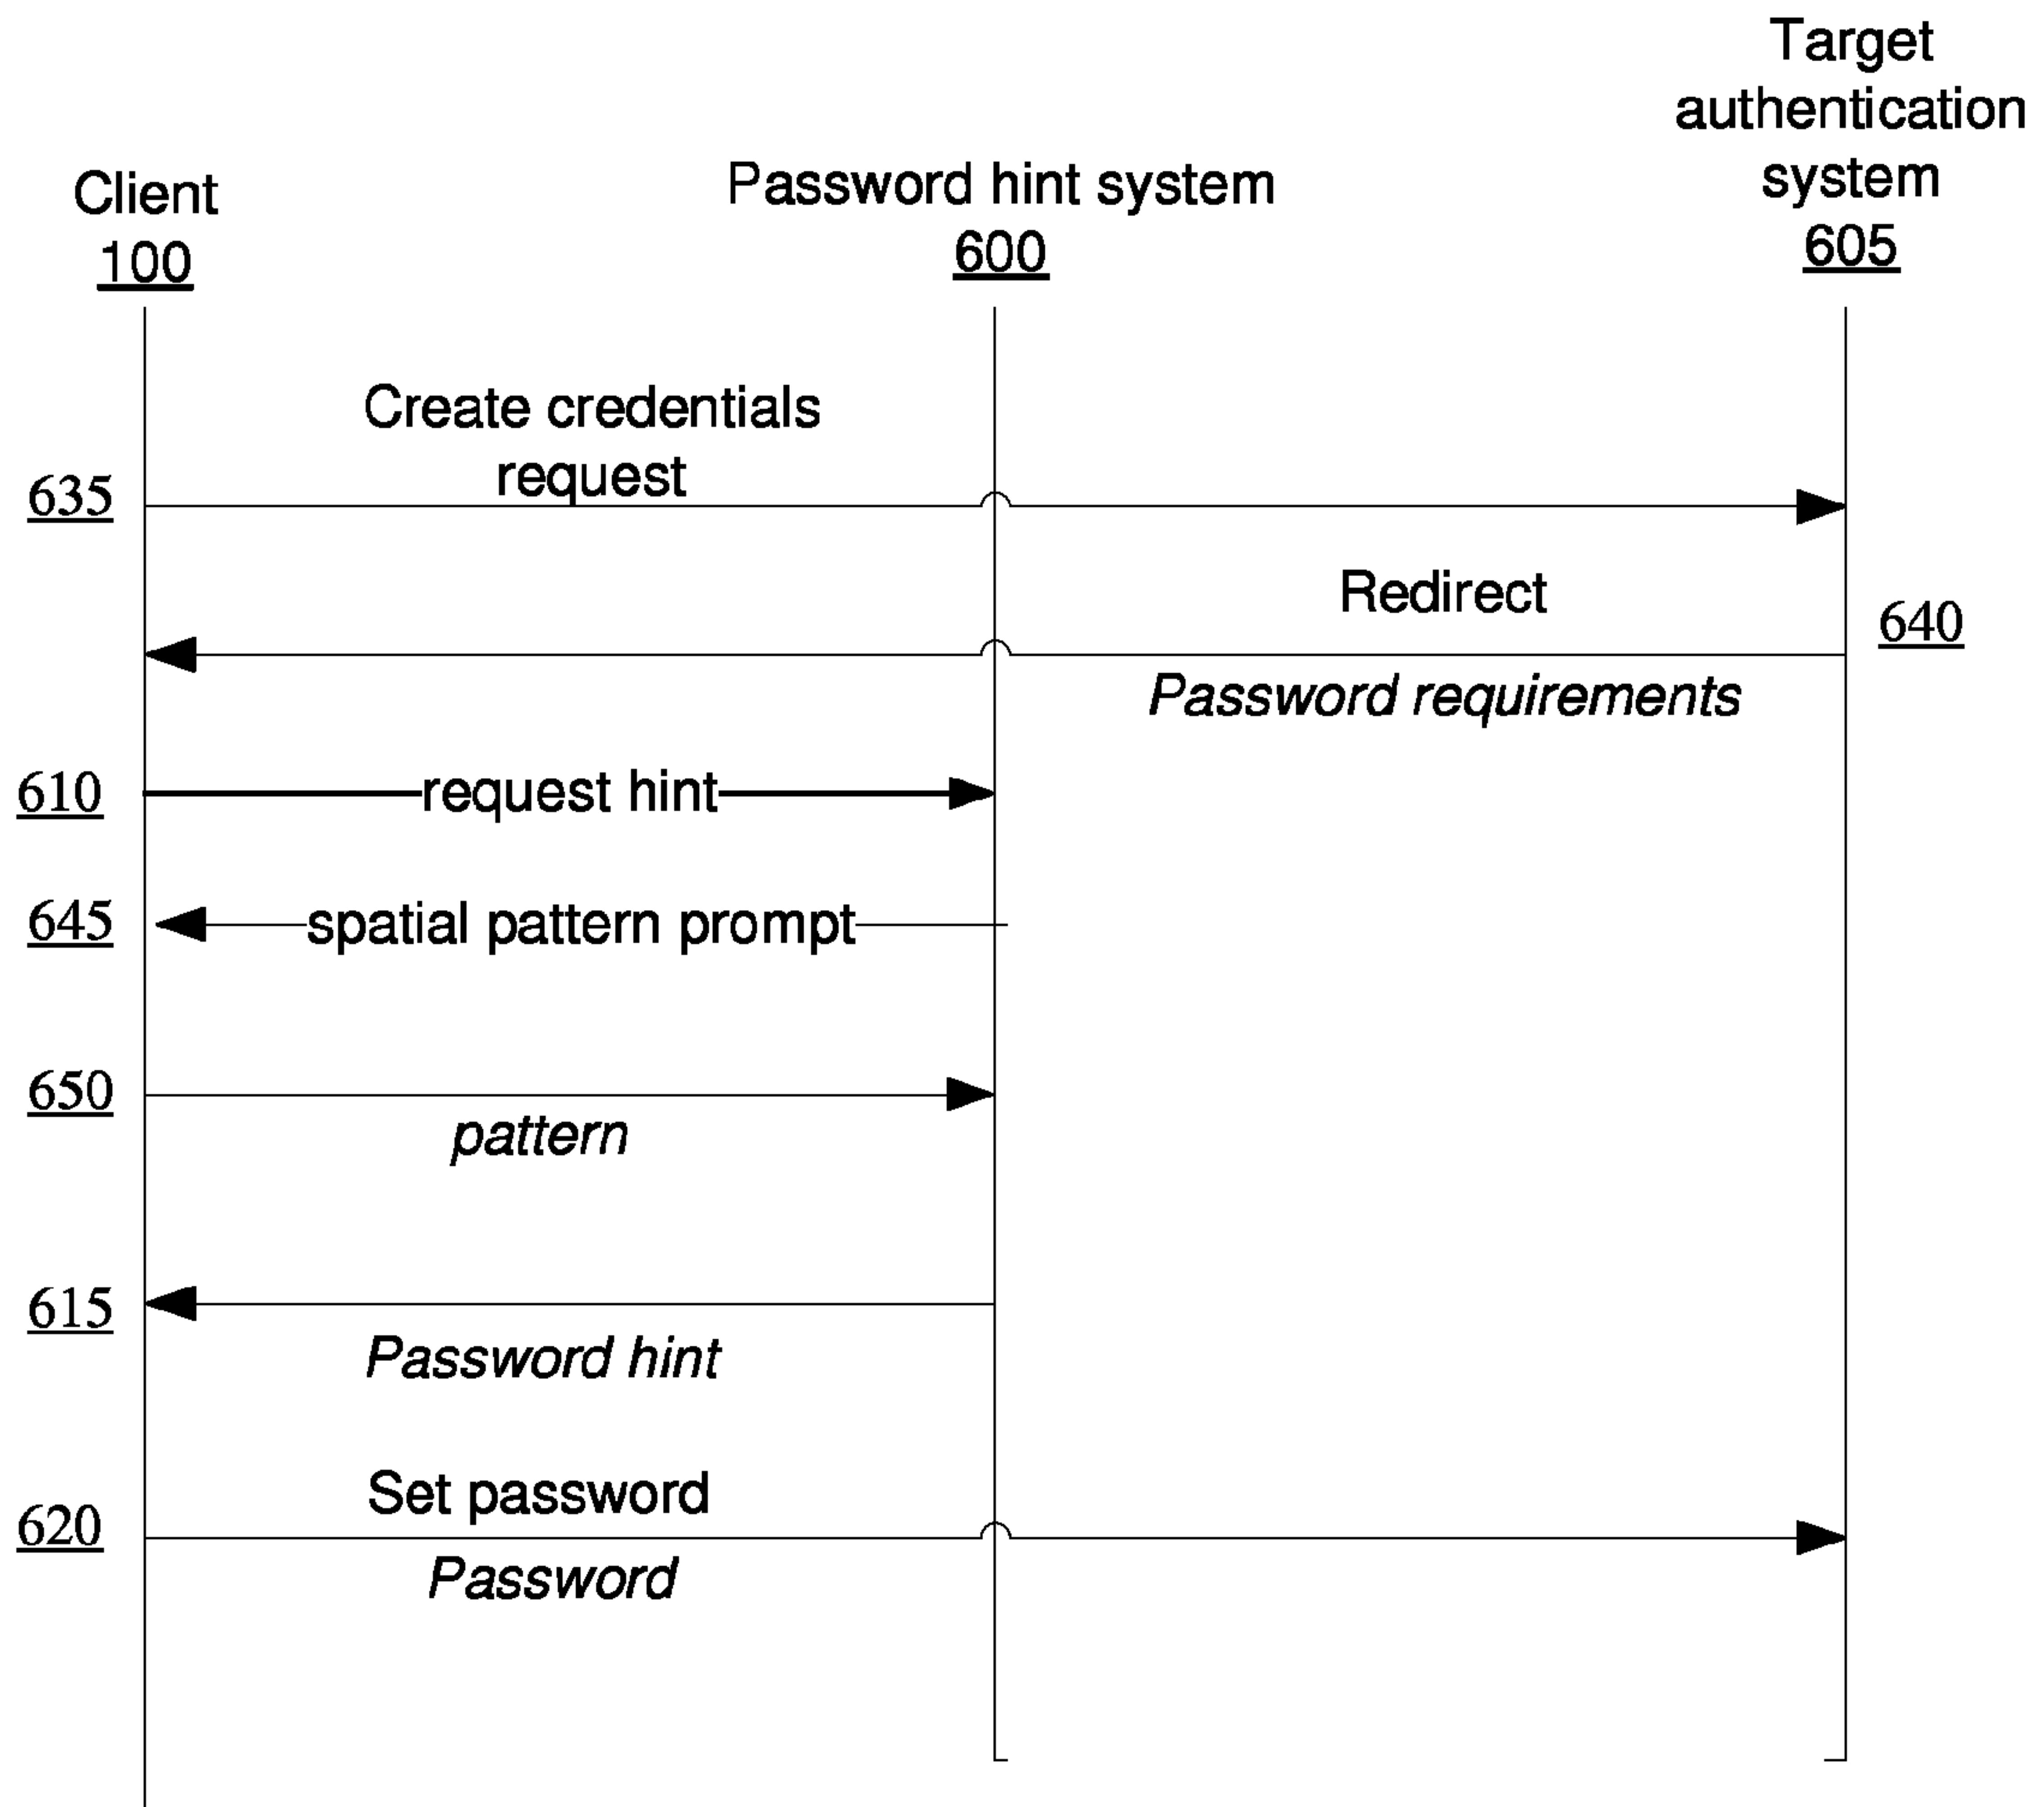 Target
authentication
system
605
Client
100
Password hint system
600
Create credentials
request
635
Redirect
640
Password requirements
610
request hint
645
spatial pattern prompt
650
pattern
615
Password hint
Set password
620
Password